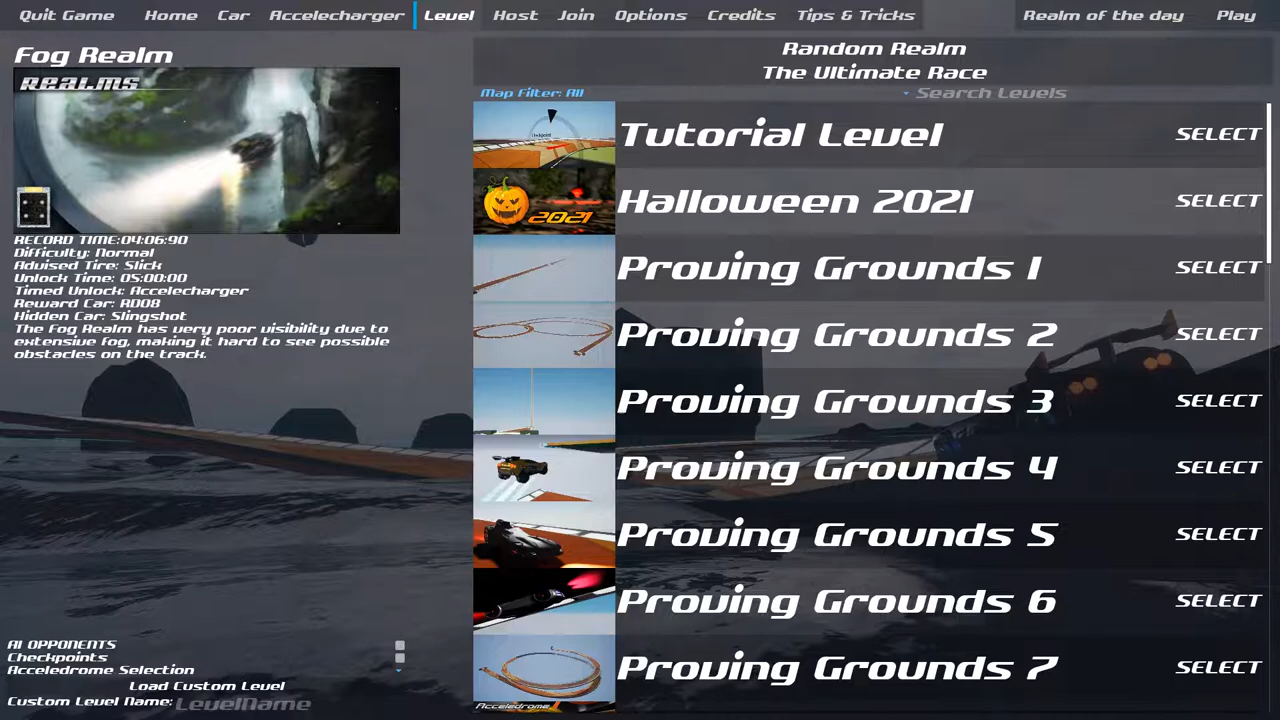 Quit Game Home Car Accelecharger Level Host Join Options Credits Tips & Tricks Realm of the day Play
Fog Realm
REALMS
RECORD TIME:04:06:90
Difficulty: Normal
Advised Tire: Slick
Unlock Time: 05:00:00
Timed Unlock: Accelecharger
Reward Car: RD08
Hidden Car: Slingshot
The Fog Realm has very poor visibility due to
extensive fog, making it hard to see possible
obstacles on the track.
AI OPPONENTS
Checkpoints
Acceledrome Selection
Load Custom Level
Custom Level Name: LevelName
Random Realm
The Ultimate Race
Map Filter: All
Search Levels
Checkpoint
Tutorial Level SELECT
2021
Halloween 2021 SELECT
Proving Grounds 1 SELECT
Proving Grounds 2 SELECT
Proving Grounds 3 SELECT
Proving Grounds 4 SELECT
Proving Grounds 5 SELECT
Proving Grounds 6 SELECT
Proving Grounds 7 SELECT
Acceledrome